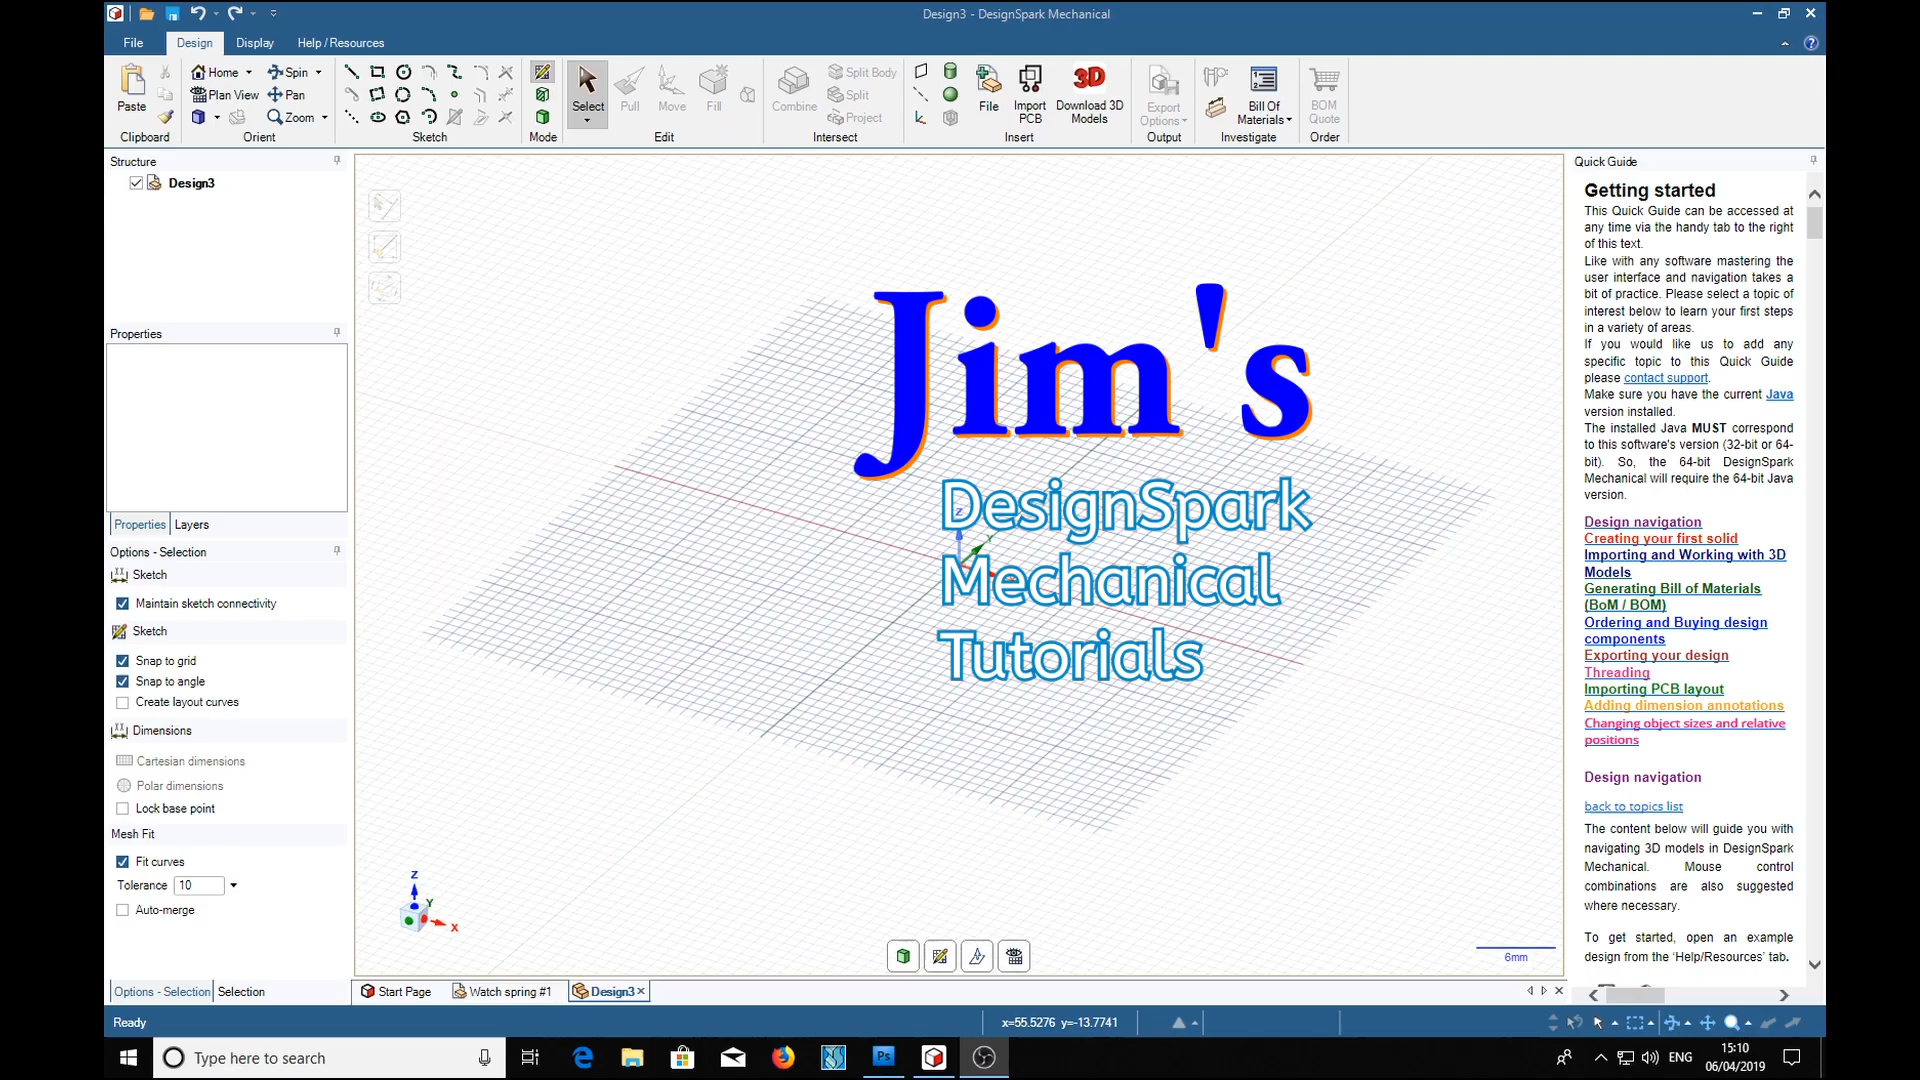 Design3 - DesignSpark Mechanical
File Design Display Help / Resources
Paste
Clipboard
Home Spin
Plan View Pan
Zoom
Orient
Sketch
Mode
Select Pull Move Fill
Edit
Combine
Split Body
Split
Project
Intersect
File
Import PCB
Download 3D Models
Insert
Export Options
Output
Bill Of Materials
Investigate
BOM Quote
Order
Structure
Design3
Properties
Properties Layers
Options - Selection
Sketch
Maintain sketch connectivity
Sketch
Snap to grid
Snap to angle
Create layout curves
Dimensions
Cartesian dimensions
Polar dimensions
Lock base point
Mesh Fit
Fit curves
Tolerance 10
Auto-merge
Options - Selection Selection
Jim's
DesignSpark
Mechanical
Tutorials
Z
Y
Z
Y
X
6mm
Start Page Watch spring #1 Design3
Quick Guide
Getting started
This Quick Guide can be accessed at
any time via the handy tab to the right
of this text.
Like with any software mastering the
user interface and navigation takes a
bit of practice. Please select a topic of
interest below to learn your first steps
in a variety of areas.
If you would like us to add any
specific topic to this Quick Guide
please contact support.
Make sure you have the current Java
version installed.
The installed Java MUST correspond
to this software's version (32-bit or 64-
bit). So, the 64-bit DesignSpark
Mechanical will require the 64-bit Java
version.
Design navigation
Creating your first solid
Importing and Working with 3D
Models
Generating Bill of Materials
(BoM / BOM)
Ordering and Buying design
components
Exporting your design
Threading
Importing PCB layout
Adding dimension annotations
Changing object sizes and relative
positions
Design navigation
back to topics list
The content below will guide you with
navigating 3D models in DesignSpark
Mechanical. Mouse control
combinations are also suggested
where necessary.
To get started, open an example
design from the 'Help/Resources' tab.
Ready
x=55.5276 y=-13.7741
Type here to search
Ps
ENG
15:10
06/04/2019